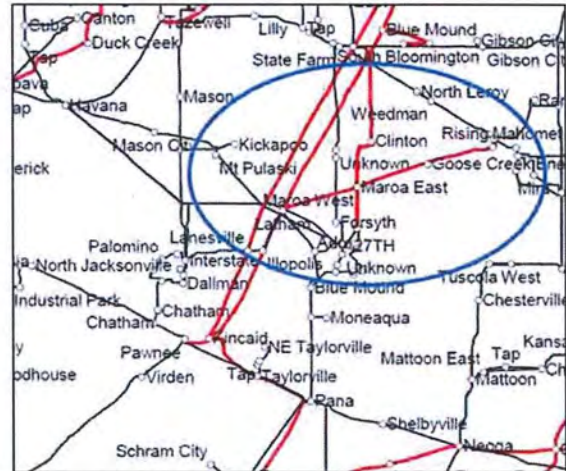 Cuba
Canton
Tazewell
Lilly
Tap
Blue Mound
Tap
Duck Creek
State Farm
South Bloomington
Gibson City
Gibson City
Havana
Mason
North Leroy
Weedman
Mason City
Kickapoo
Clinton
Rising
Mahomet
Mt Pulaski
Unknown
Goose Creek
Maroa West
Maroa East
Latham
Forsyth
Palomino
Lanesville
27TH
North Jacksonville
Interstate
Illiopolis
Unknown
Tuscola West
Industrial Park
Dallman
Blue Mound
Chesterville
Chatham
Chatham
Moneaqua
Kincaid
Pawnee
NE Taylorville
Mattoon East
Tap
Virden
Tap
Taylorville
Mattoon
Pana
Shelbyville
Schram City
Neoga